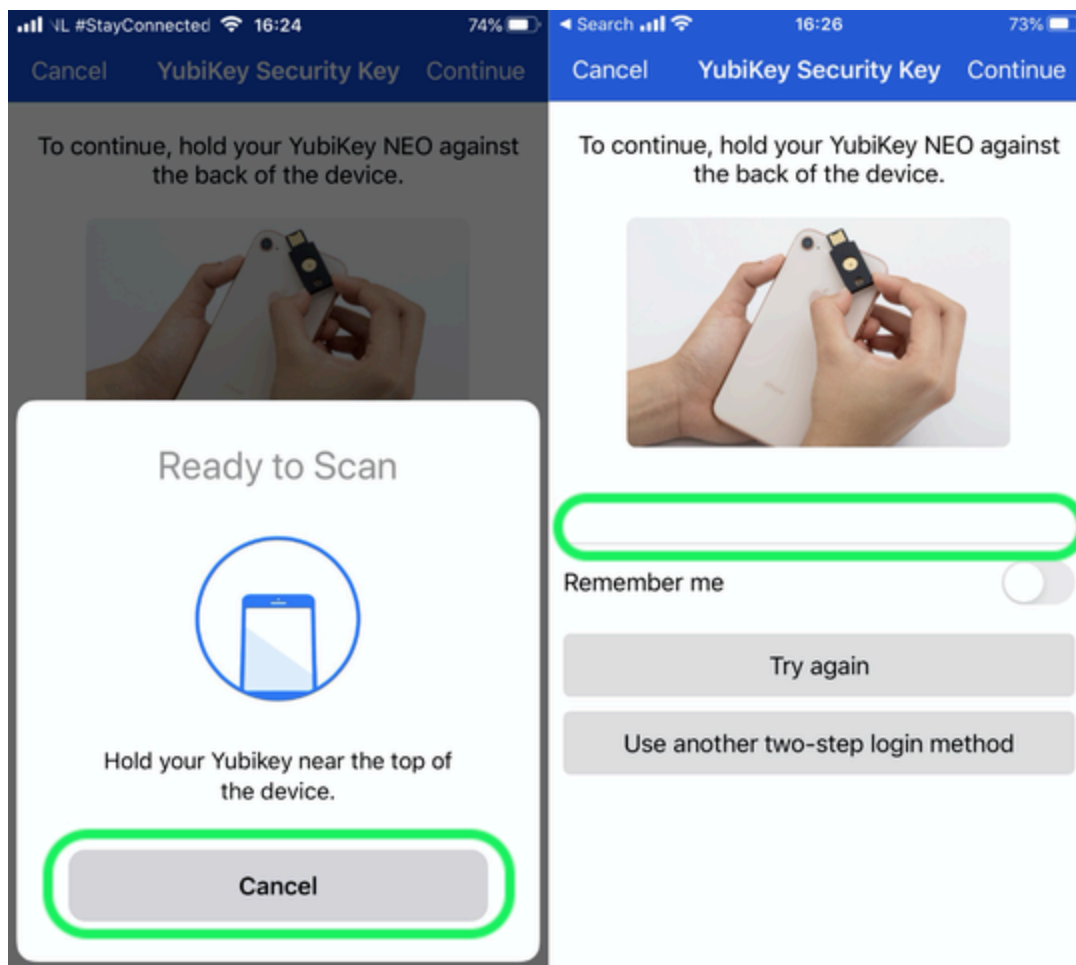 NL #StayConnected 16:24 74%
Cancel YubiKey Security Key Continue
To continue, hold your YubiKey NEO against
the back of the device.
Ready to Scan
Hold your Yubikey near the top of
the device.
Cancel
Search 16:26 73%
Cancel YubiKey Security Key Continue
To continue, hold your YubiKey NEO against
the back of the device.
Remember me
Try again
Use another two-step login method